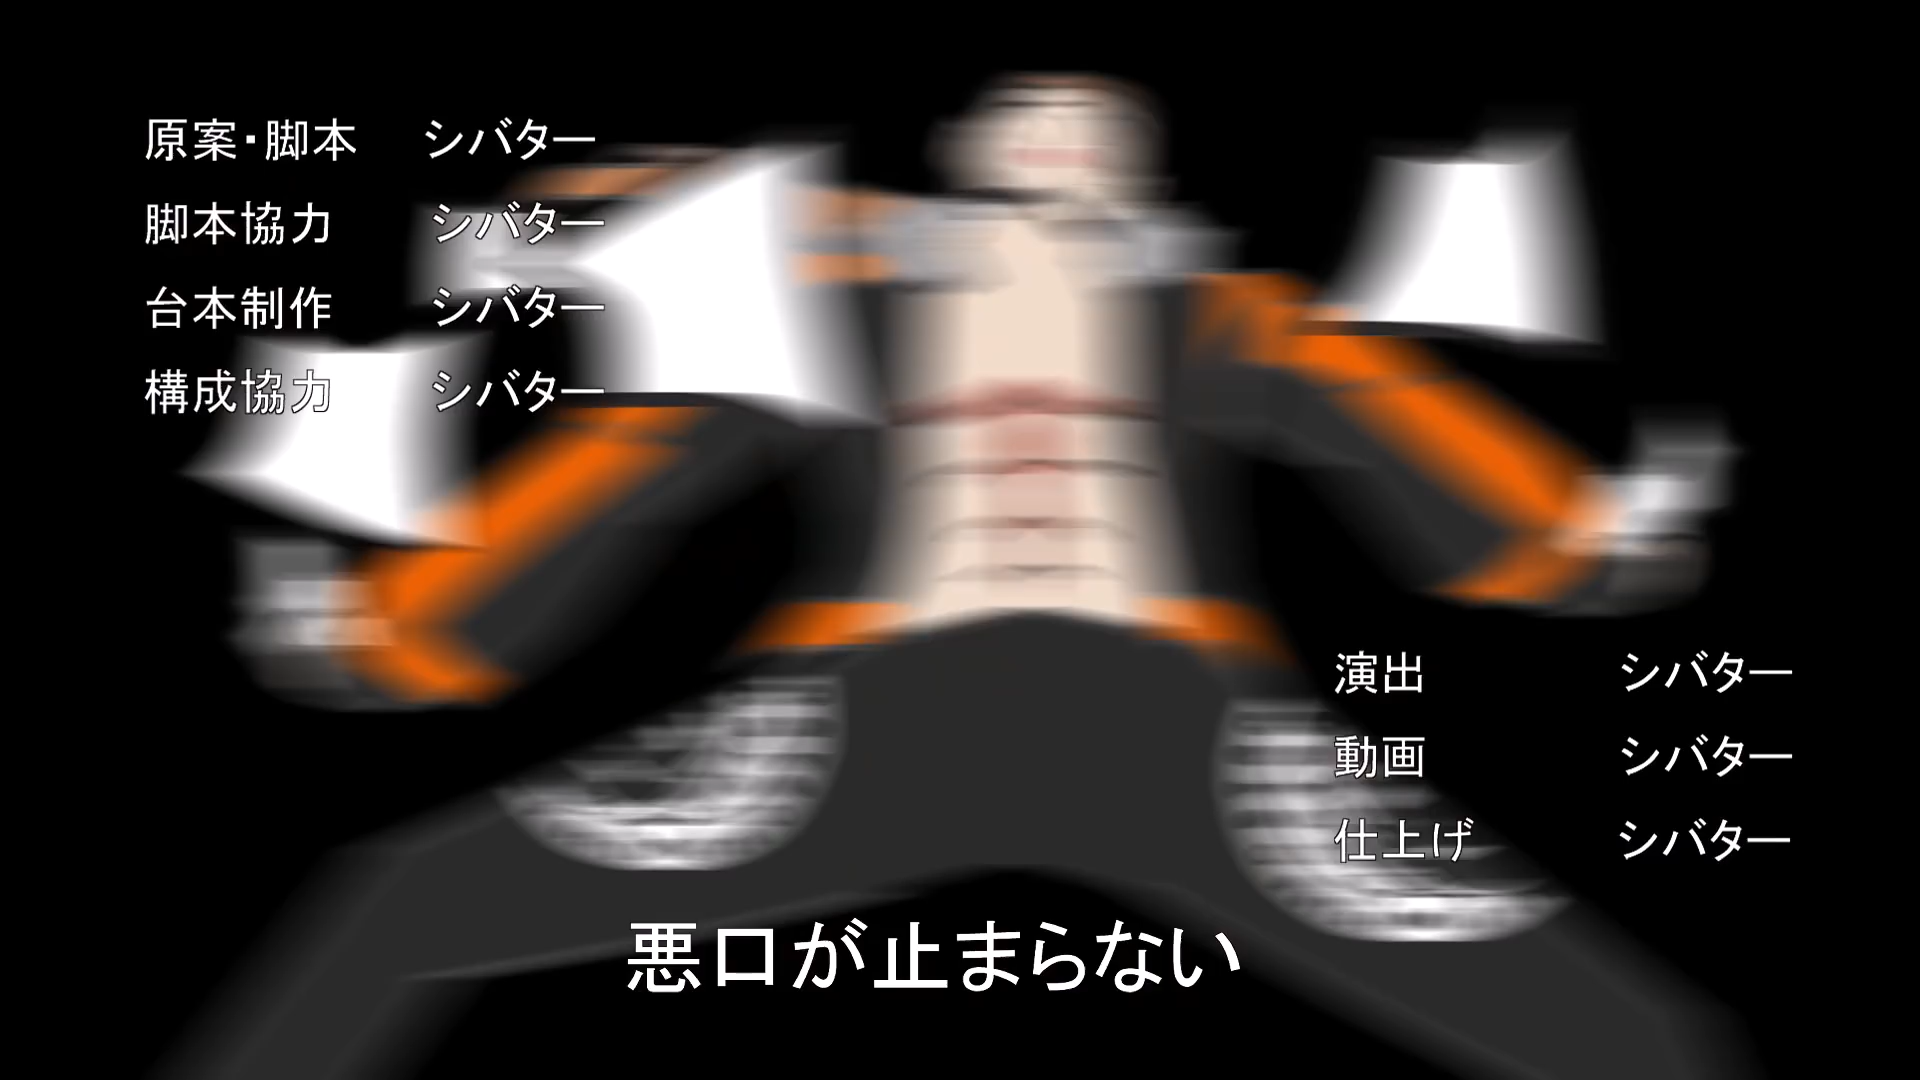 原案・脚本 シバター
脚本協力 シバター
台本制作 シバター
構成協力 シバター
演出 シバター
動画 シバター
仕上げ シバター
悪口が止まらない